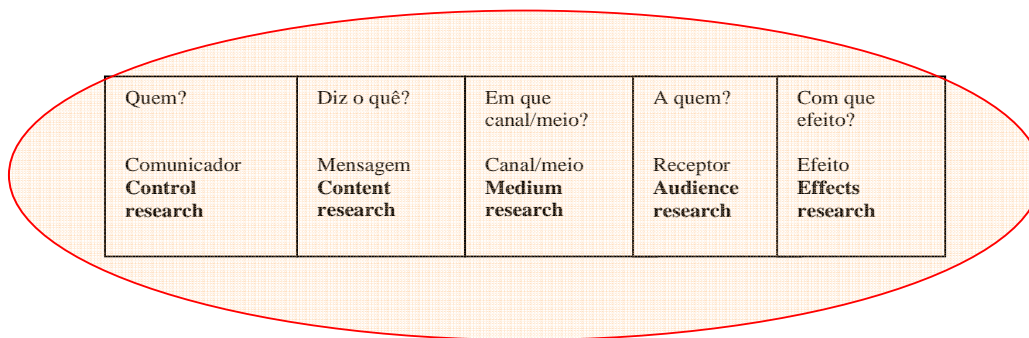 Quem?
Comunicador
Control
research
Diz o quê?
Mensagem
Content
research
Em que
canal/meio?
Canal/meio
Medium
research
A quem?
Receptor
Audience
research
Com que
efeito?
Efeito
Effects
research